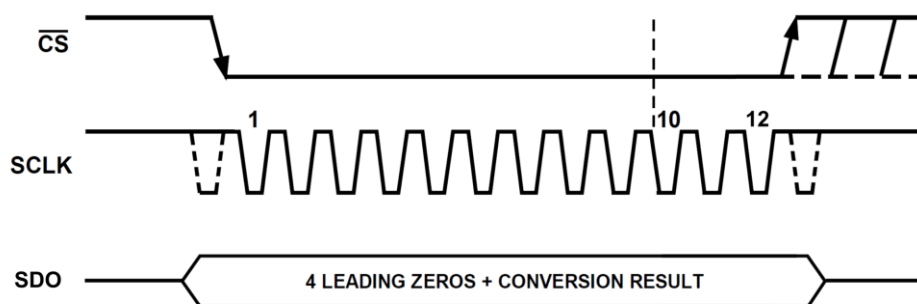 CS
1 10 12
SCLK
SDO 4 LEADING ZEROS + CONVERSION RESULT